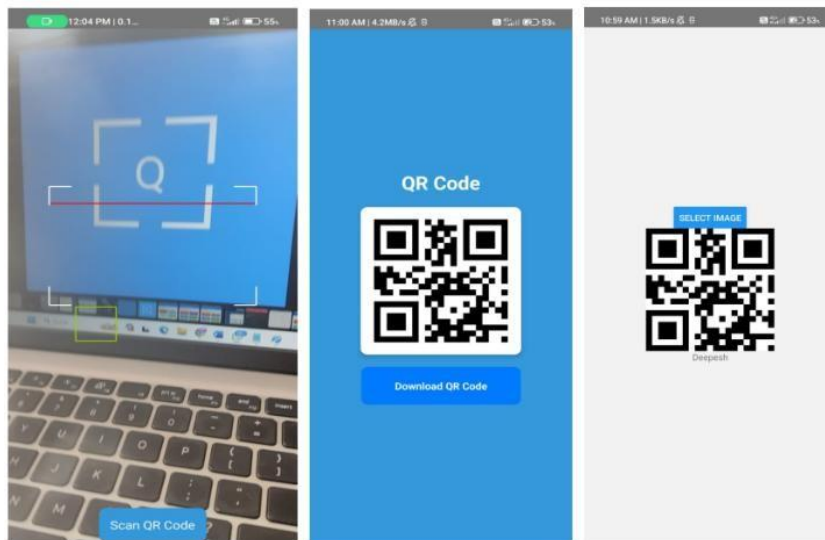 12:04 PM | 0.1...
55%
Q
Scan QR Code
11:00 AM | 4.2MB/s
53%
QR Code
Download QR Code
10:59 AM | 1.5KB/s
53%
SELECT IMAGE
Deepesh